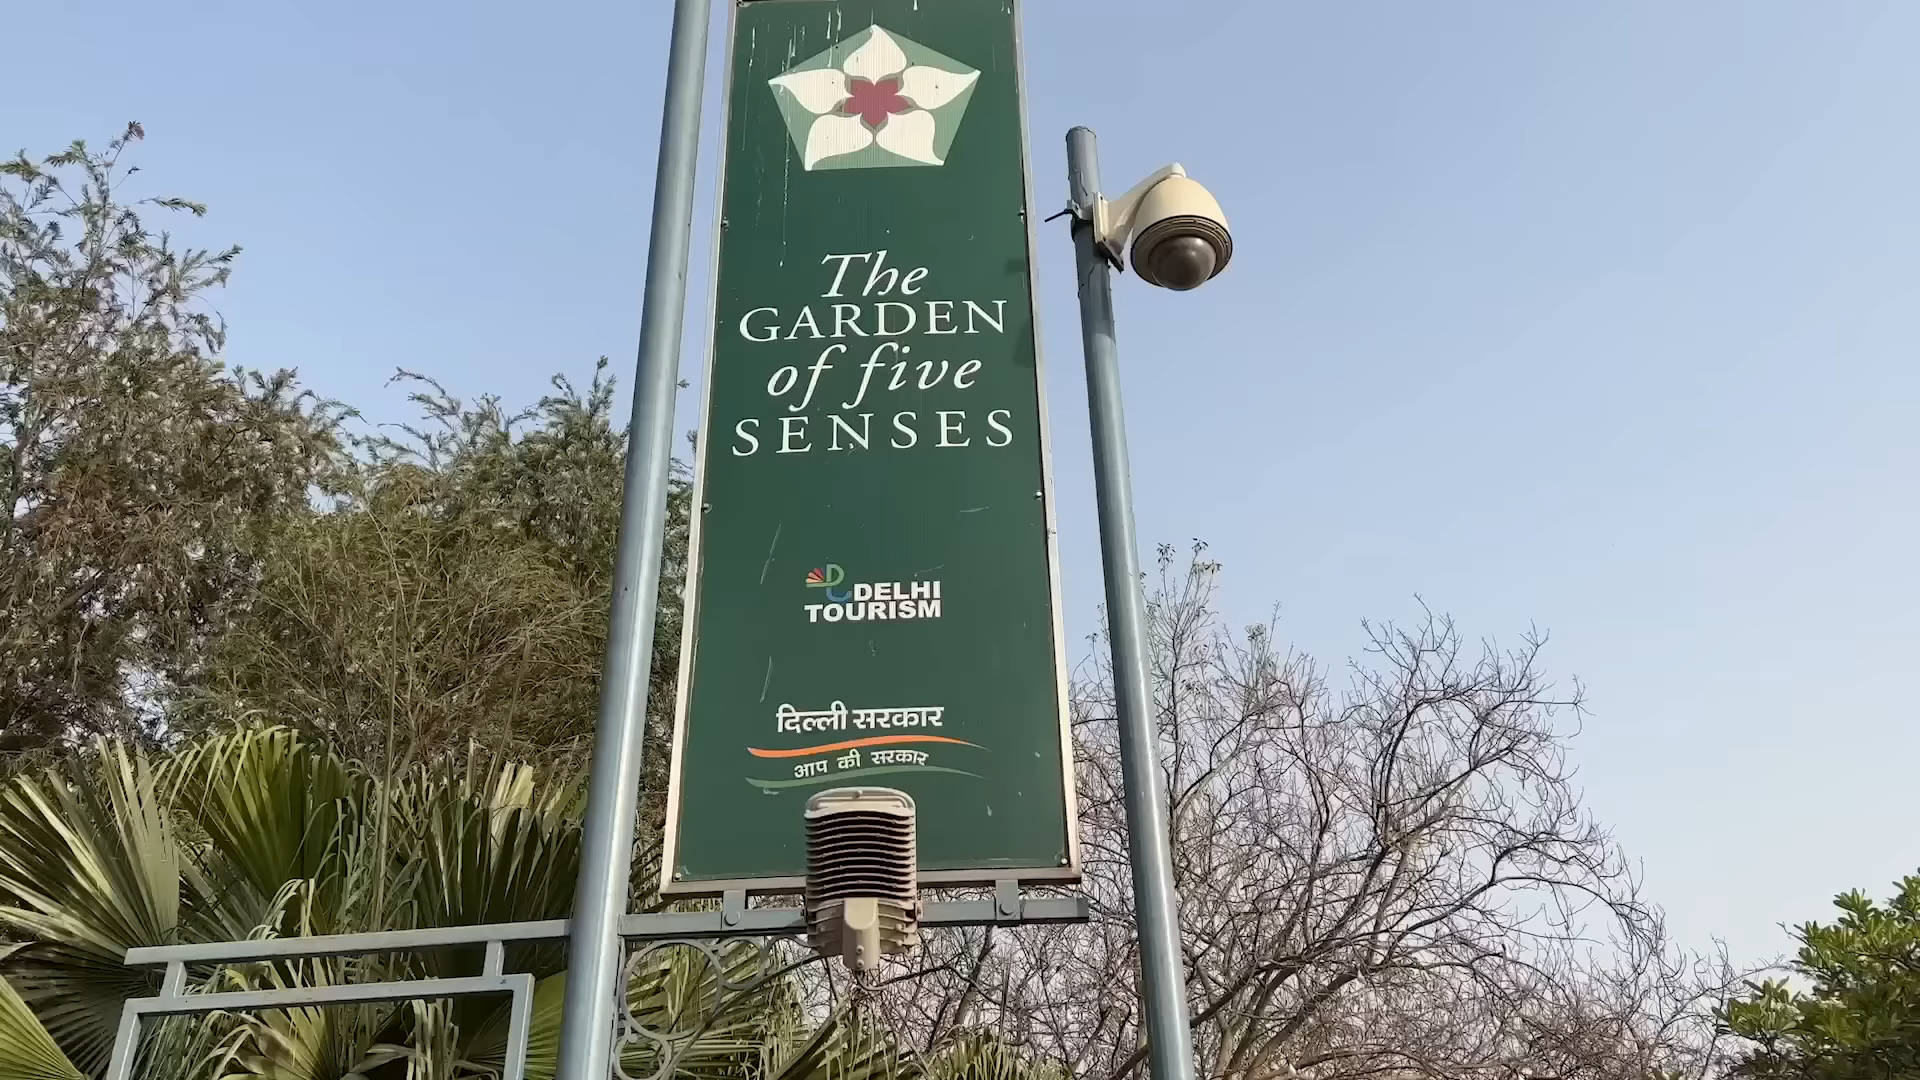 The
GARDEN
of five
SENSES
DELHI
TOURISM
दिल्ली सरकार
आप की सरकार